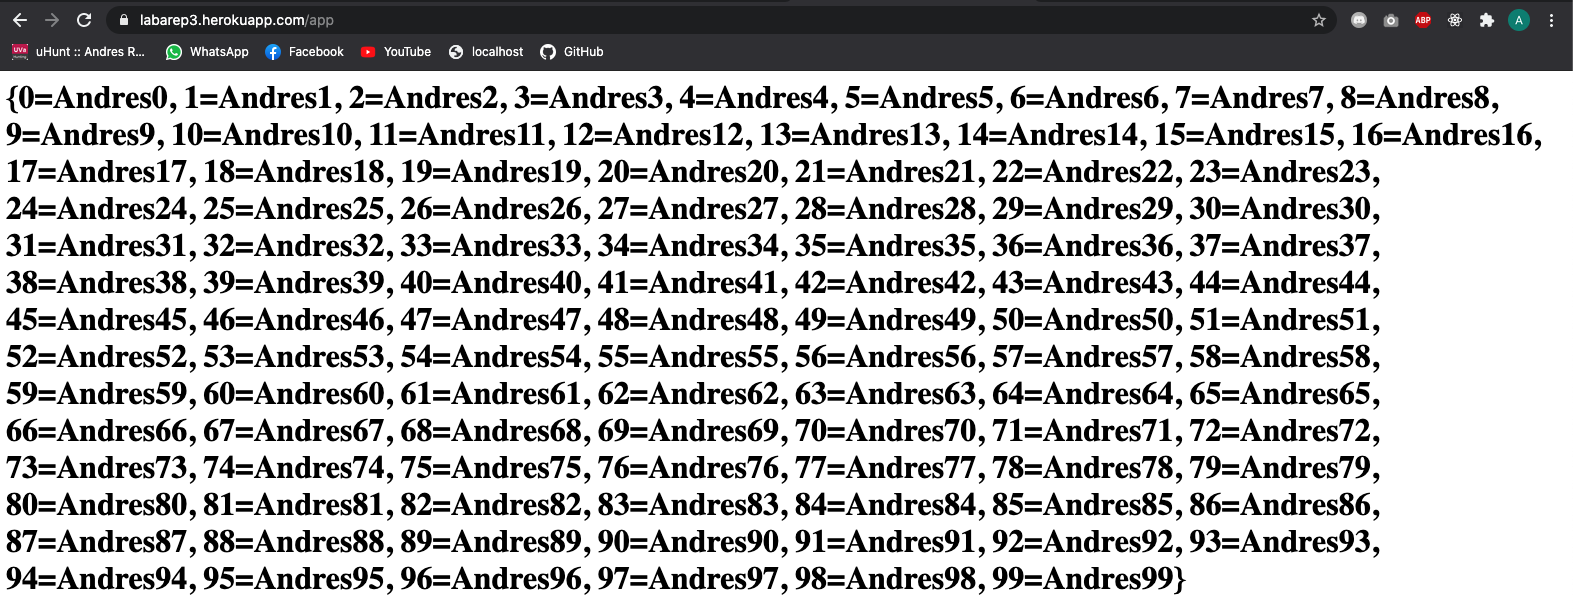 labarep3.herokuapp.com/app
ABP
A
UVa
uHunt :: Andres R...
WhatsApp
Facebook
YouTube
localhost
GitHub
{0=Andres0, 1=Andres1, 2=Andres2, 3=Andres3, 4=Andres4, 5=Andres5, 6=Andres6, 7=Andres7, 8=Andres8,
9=Andres9, 10=Andres10, 11=Andres11, 12=Andres12, 13=Andres13, 14=Andres14, 15=Andres15, 16=Andres16,
17=Andres17, 18=Andres18, 19=Andres19, 20=Andres20, 21=Andres21, 22=Andres22, 23=Andres23,
24=Andres24, 25=Andres25, 26=Andres26, 27=Andres27, 28=Andres28, 29=Andres29, 30=Andres30,
31=Andres31, 32=Andres32, 33=Andres33, 34=Andres34, 35=Andres35, 36=Andres36, 37=Andres37,
38=Andres38, 39=Andres39, 40=Andres40, 41=Andres41, 42=Andres42, 43=Andres43, 44=Andres44,
45=Andres45, 46=Andres46, 47=Andres47, 48=Andres48, 49=Andres49, 50=Andres50, 51=Andres51,
52=Andres52, 53=Andres53, 54=Andres54, 55=Andres55, 56=Andres56, 57=Andres57, 58=Andres58,
59=Andres59, 60=Andres60, 61=Andres61, 62=Andres62, 63=Andres63, 64=Andres64, 65=Andres65,
66=Andres66, 67=Andres67, 68=Andres68, 69=Andres69, 70=Andres70, 71=Andres71, 72=Andres72,
73=Andres73, 74=Andres74, 75=Andres75, 76=Andres76, 77=Andres77, 78=Andres78, 79=Andres79,
80=Andres80, 81=Andres81, 82=Andres82, 83=Andres83, 84=Andres84, 85=Andres85, 86=Andres86,
87=Andres87, 88=Andres88, 89=Andres89, 90=Andres90, 91=Andres91, 92=Andres92, 93=Andres93,
94=Andres94, 95=Andres95, 96=Andres96, 97=Andres97, 98=Andres98, 99=Andres99}